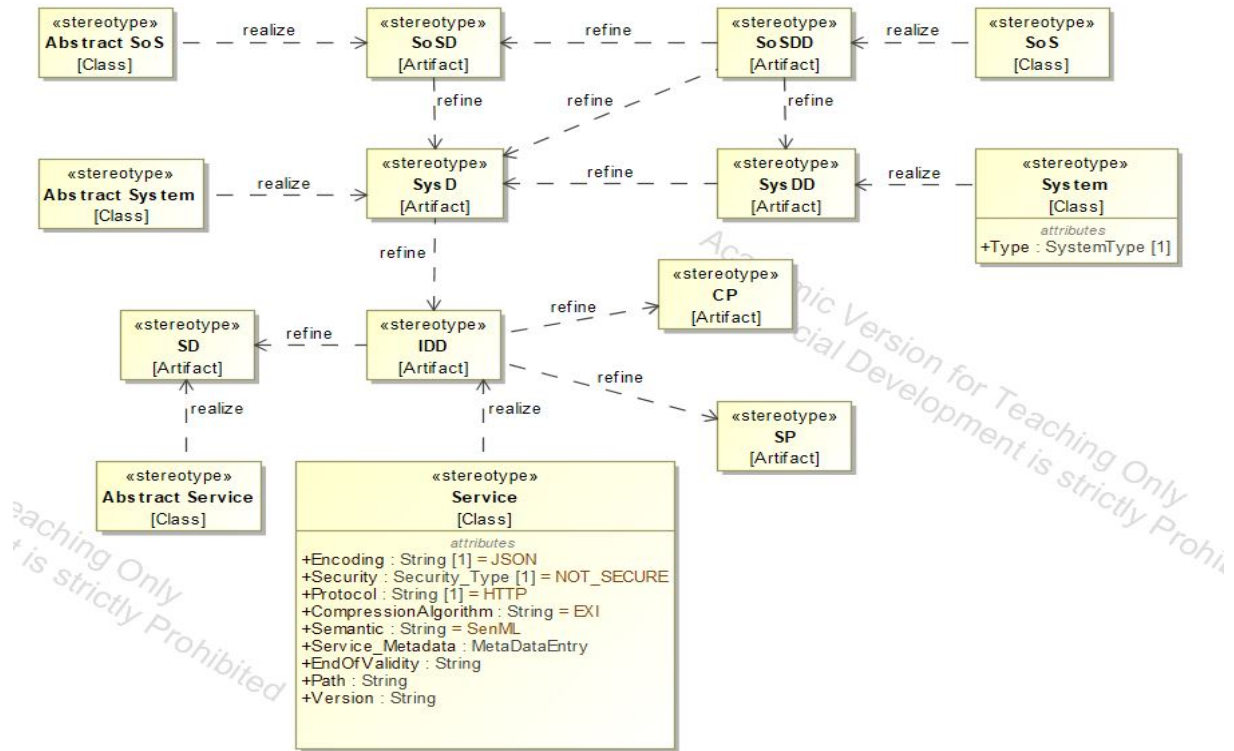 «stereotype»
Abstract SoS
[Class]
realize
«stereotype»
SoSD
[Artifact]
refine
«stereotype»
SoSDD
[Artifact]
realize
«stereotype»
SoS
[Class]
refine
refine
refine
«stereotype»
Abstract System
[Class]
realize
«stereotype»
SysD
[Artifact]
refine
«stereotype»
SysDD
[Artifact]
realize
«stereotype»
System
[Class]
attributes
+Type : SystemType [1]
refine
«stereotype»
SD
[Artifact]
refine
«stereotype»
IDD
[Artifact]
refine
«stereotype»
CP
[Artifact]
refine
«stereotype»
SP
[Artifact]
realize
realize
«stereotype»
Abstract Service
[Class]
«stereotype»
Service
[Class]
attributes
+Encoding : String [1] = JSON
+Security : Security_Type [1] = NOT_SECURE
+Protocol : String [1] = HTTP
+CompressionAlgorithm : String = EXI
+Semantic : String = SenML
+Service_Metadata : MetaDataEntry
+EndOfValidity : String
+Path : String
+Version : String
Version for Teaching Only
Development is strictly
Only
is strictly Prohibited